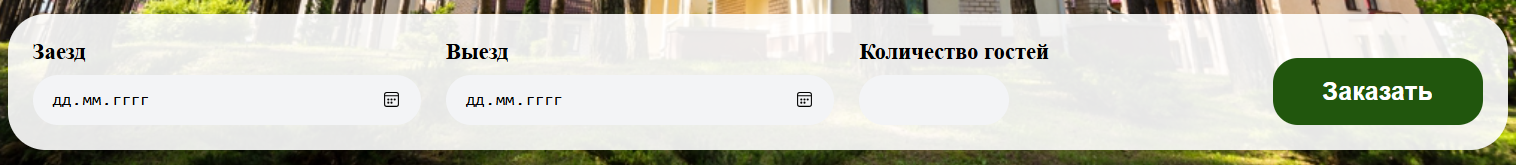 Заезд
Выезд
Количество гостей
дд.мм.гггг
дд.мм.гггг
Заказать